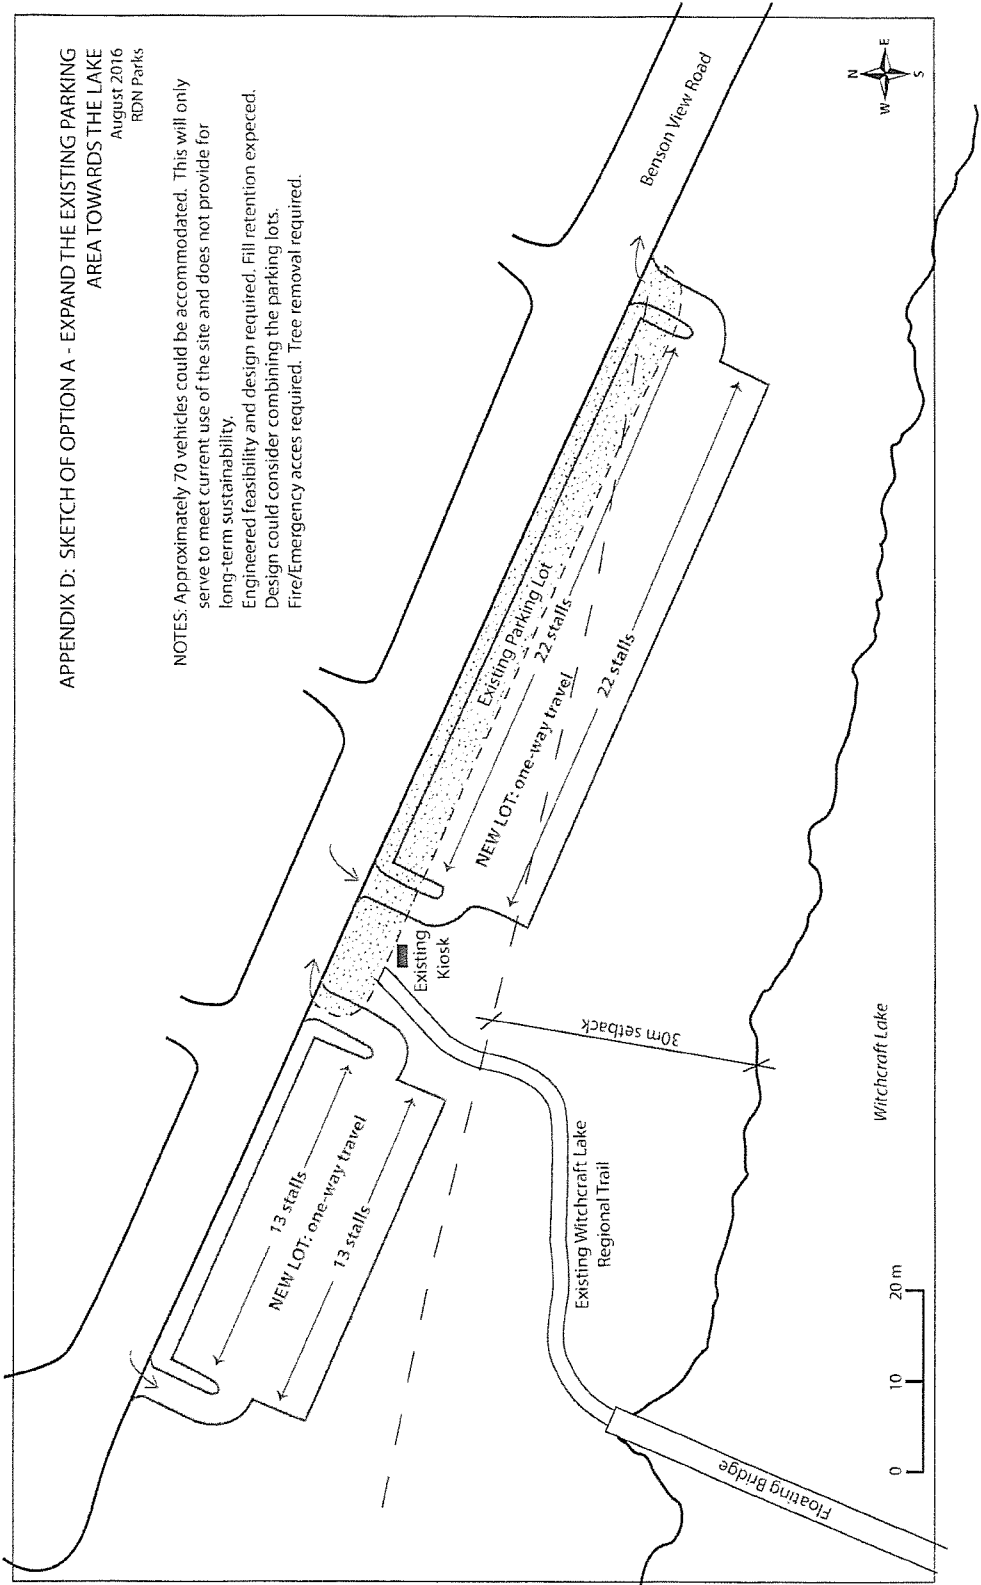 APPENDIX D: SKETCH OF OPTION A - EXPAND THE EXISTING PARKING
AREA TOWARDS THE LAKE
August 2016
RDN Parks
NOTES: Approximately 70 vehicles could be accommodated. This will only
serve to meet current use of the site and does not provide for
long-term sustainability.
Engineered feasibility and design required. Fill retention expeced.
Design could consider combining the parking lots.
Fire/Emergency acces required. Tree removal required.
Benson View Road
N
E
S
W
Existing Parking Lot
22 stalls
NEW LOT: one-way travel
22 stalls
Existing
Kiosk
13 stalls
NEW LOT: one-way travel
13 stalls
30m setback
Existing Witchcraft Lake
Regional Trail
Witchcraft Lake
Floating Bridge
0 10 20 m